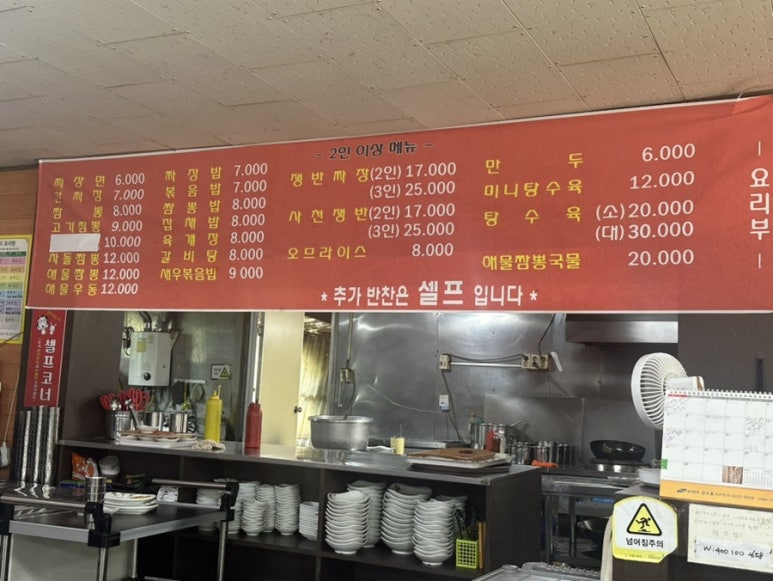 - 2인 이상 메뉴 -
짜 장 면 6.000
간 짜 장 7.000
짬 뽕 8.000
고기짬뽕 9.000
10.000
차돌짬뽕 12.000
해물짬뽕 12.000
해물우동 12.000
짜 장 밥 7.000
볶 음 밥 7.000
짬 뽕 밥 8.000
잡 채 밥 8.000
육 개 장 8.000
갈 비 탕 8.000
새우볶음밥 9 000
쟁반짜장(2인) 17.000
(3인) 25.000
사천쟁반(2인) 17.000
(3인) 25.000
오므라이스 8.000
만 두 6.000
미니탕수육 12.000
탕 수 육 (소)20.000
(대)30.000
해물짬뽕국물 20.000
* 추가 반찬은 셀프 입니다 *
ㅣ요리부ㅣ
셀프코너
넘어짐주의